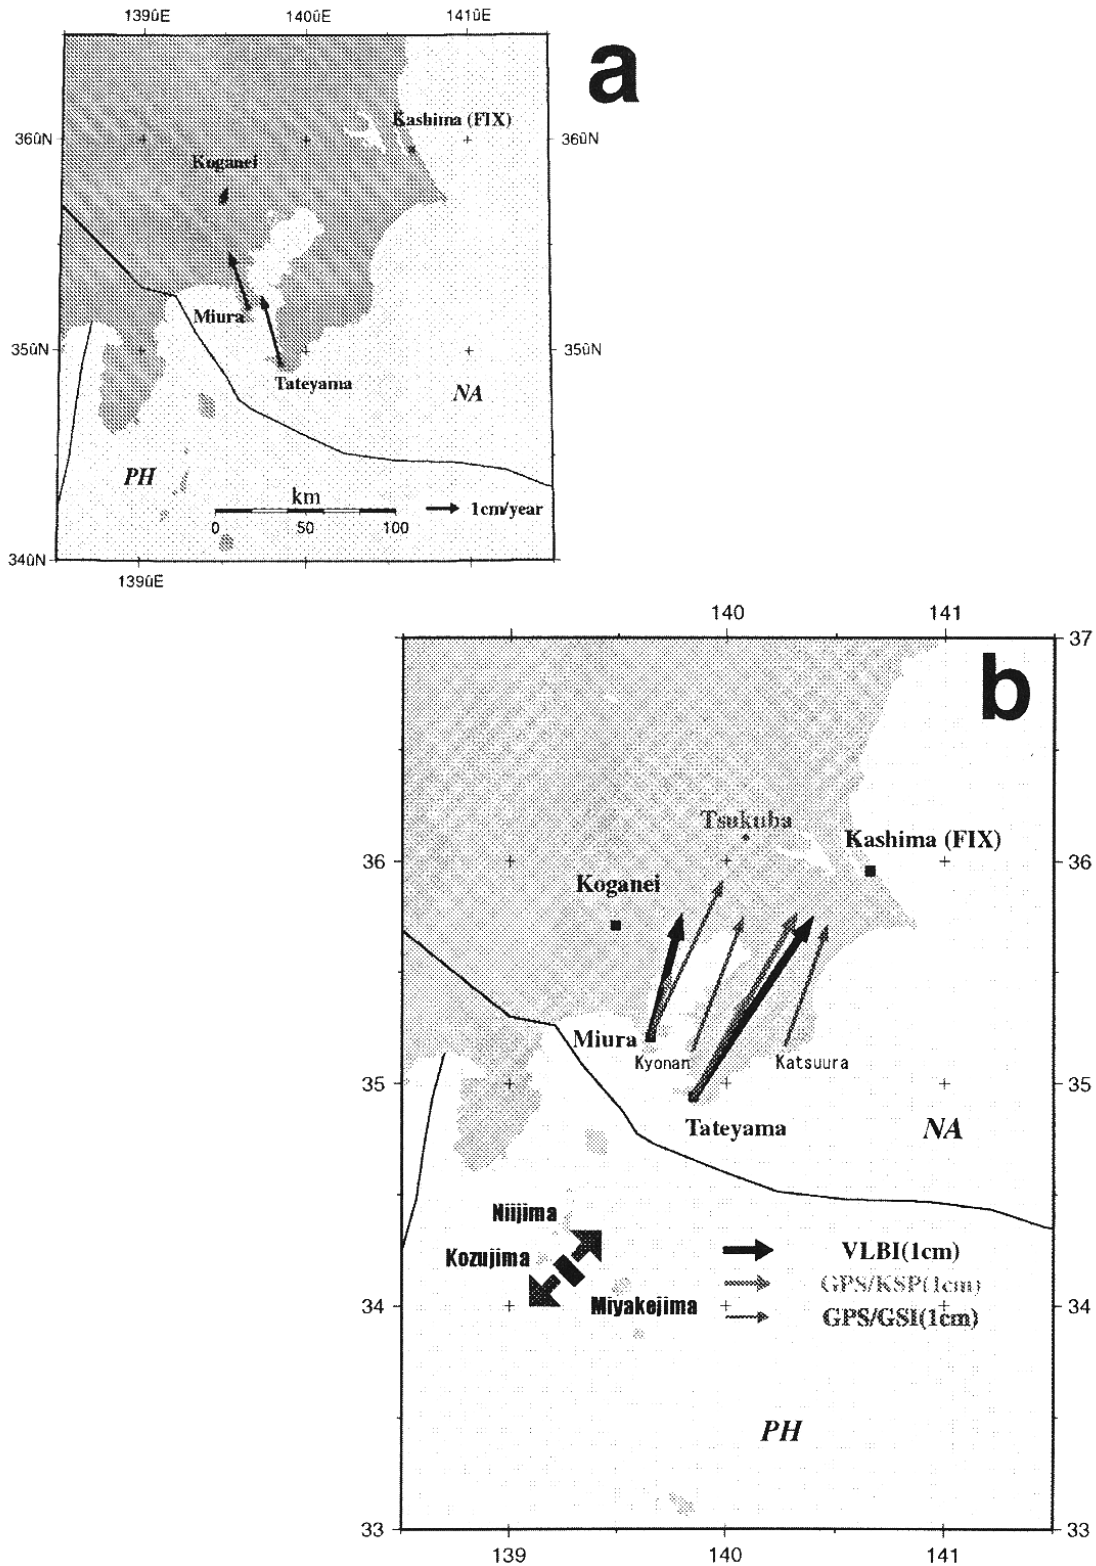 139ûE 140ûE 141ûE
a
36ûN Kashima (FIX) 36ûN
Koganei
Miura
35ûN 35ûN
Tateyama
NA
PH
km
0 50 100 1cm/year
34ûN
139ûE
140 141
37
b
Tsukuba
Kashima (FIX)
36 36
Koganei
Miura
Kyonan Katsuura
35 35
Tateyama NA
Niijima
Kozujima VLBI(1cm)
GPS/KSP(1cm)
34 Miyakejima GPS/GSI(1cm) 34
PH
33 33
139 140 141